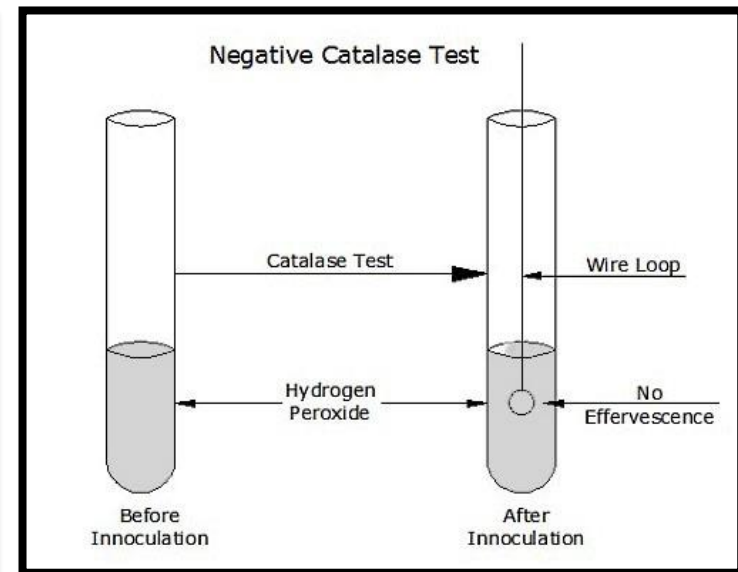 Negative Catalase Test
Catalase Test
Wire Loop
Hydrogen
Peroxide
No
Effervescence
Before
Innoculation
After
Innoculation